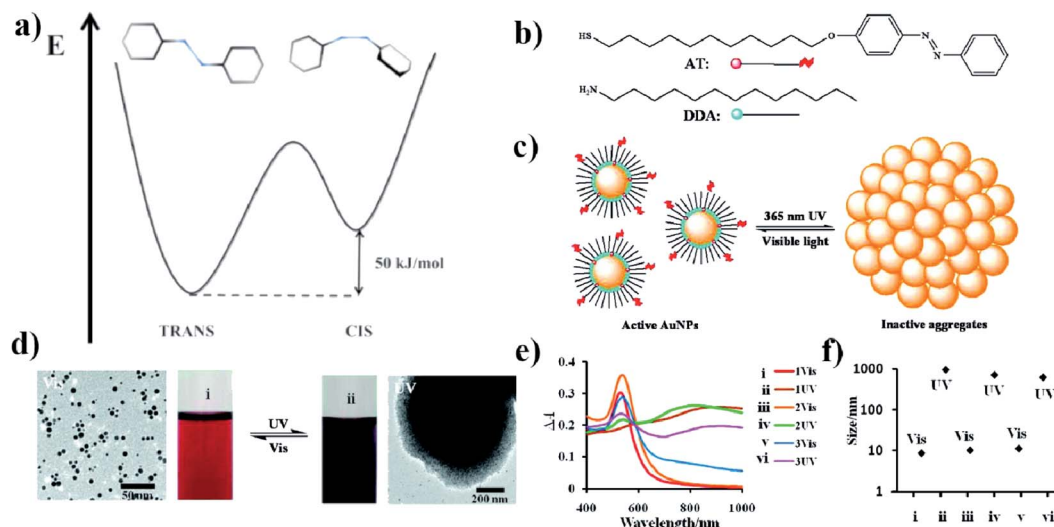 a)
E
50 kJ/mol
TRANS
CIS
b)
HS
O
N
N
AT:
H₂N
DDA:
c)
365 nm UV
Visible light
Active AuNPs
Inactive aggregates
d)
Vis
50nm
i
UV
Vis
ii
UV
200 nm
e)
ΔA
0.4
0.3
0.2
0.1
0
400
600
800
1000
Wavelength/nm
i 1Vis
ii 1UV
iii 2Vis
iv 2UV
v 3Vis
vi 3UV
f)
Size/nm
1000
100
10
1
Vis
UV
Vis
UV
Vis
UV
i ii iii iv v vi